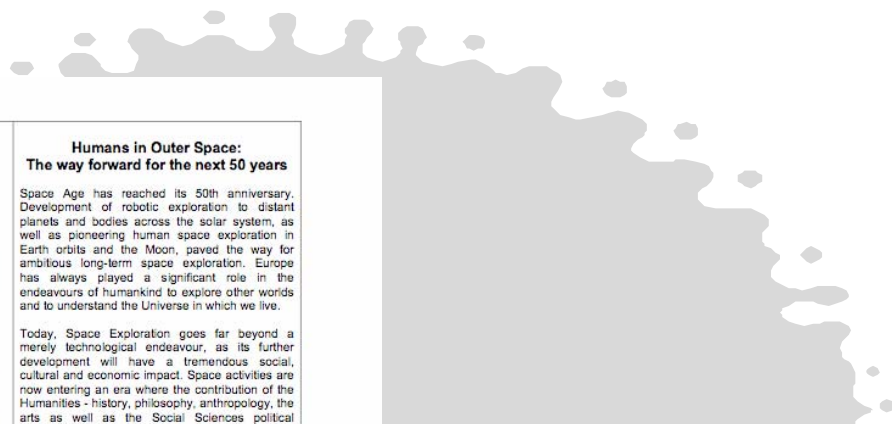 Humans in Outer Space:
The way forward for the next 50 years
Space Age has reached its 50th anniversary.
Development of robotic exploration to distant
planets and bodies across the solar system, as
well as pioneering human space exploration in
Earth orbits and the Moon, paved the way for
ambitious long-term space exploration. Europe
has always played a significant role in the
endeavours of humankind to explore other worlds
and to understand the Universe in which we live.
Today, Space Exploration goes far beyond a
merely technological endeavour, as its further
development will have a tremendous social,
cultural and economic impact. Space activities are
now entering an era where the contribution of the
Humanities - history, philosophy, anthropology, the
arts as well as the Social Sciences political